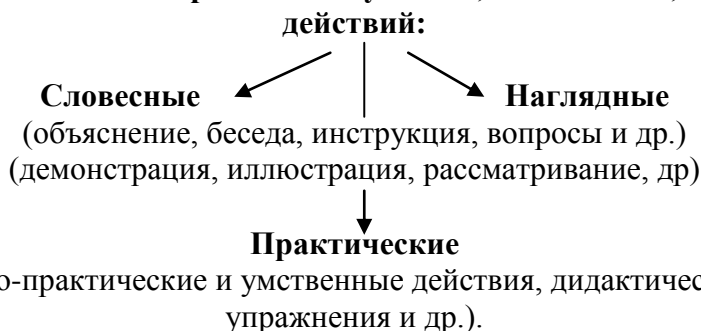 действий:
Словесные Наглядные
(объяснение, беседа, инструкция, вопросы и др.)
(демонстрация, иллюстрация, рассматривание, др)
Практические
о-практические и умственные действия, дидактичес
упражнения и др.).